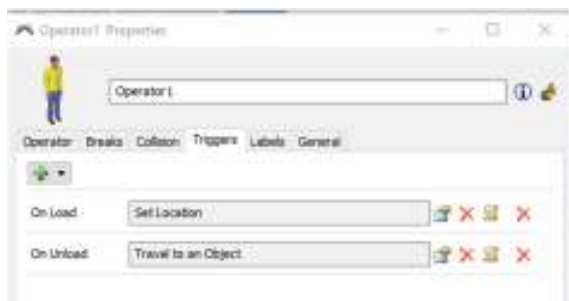 Operator1 Properties
Operator1
Operator Breaks Collision Triggers Labels General
On Load Set Location
On Unload Travel to an Object